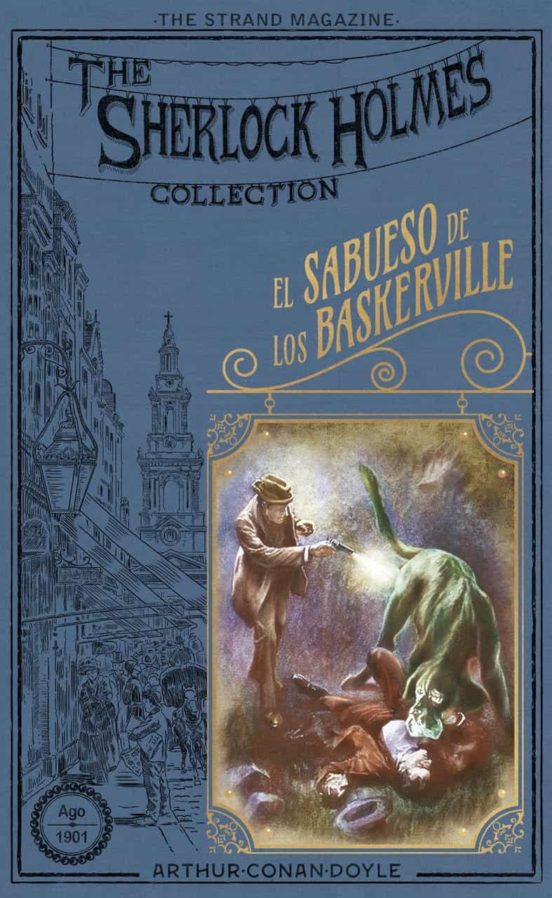 ·THE STRAND MAGAZINE·
THE
SHERLOCK HOLMES
COLLECTION
EL SABUESO DE
LOS BASKERVILLE
Ago
1901
ARTHUR·CONAN·DOYLE